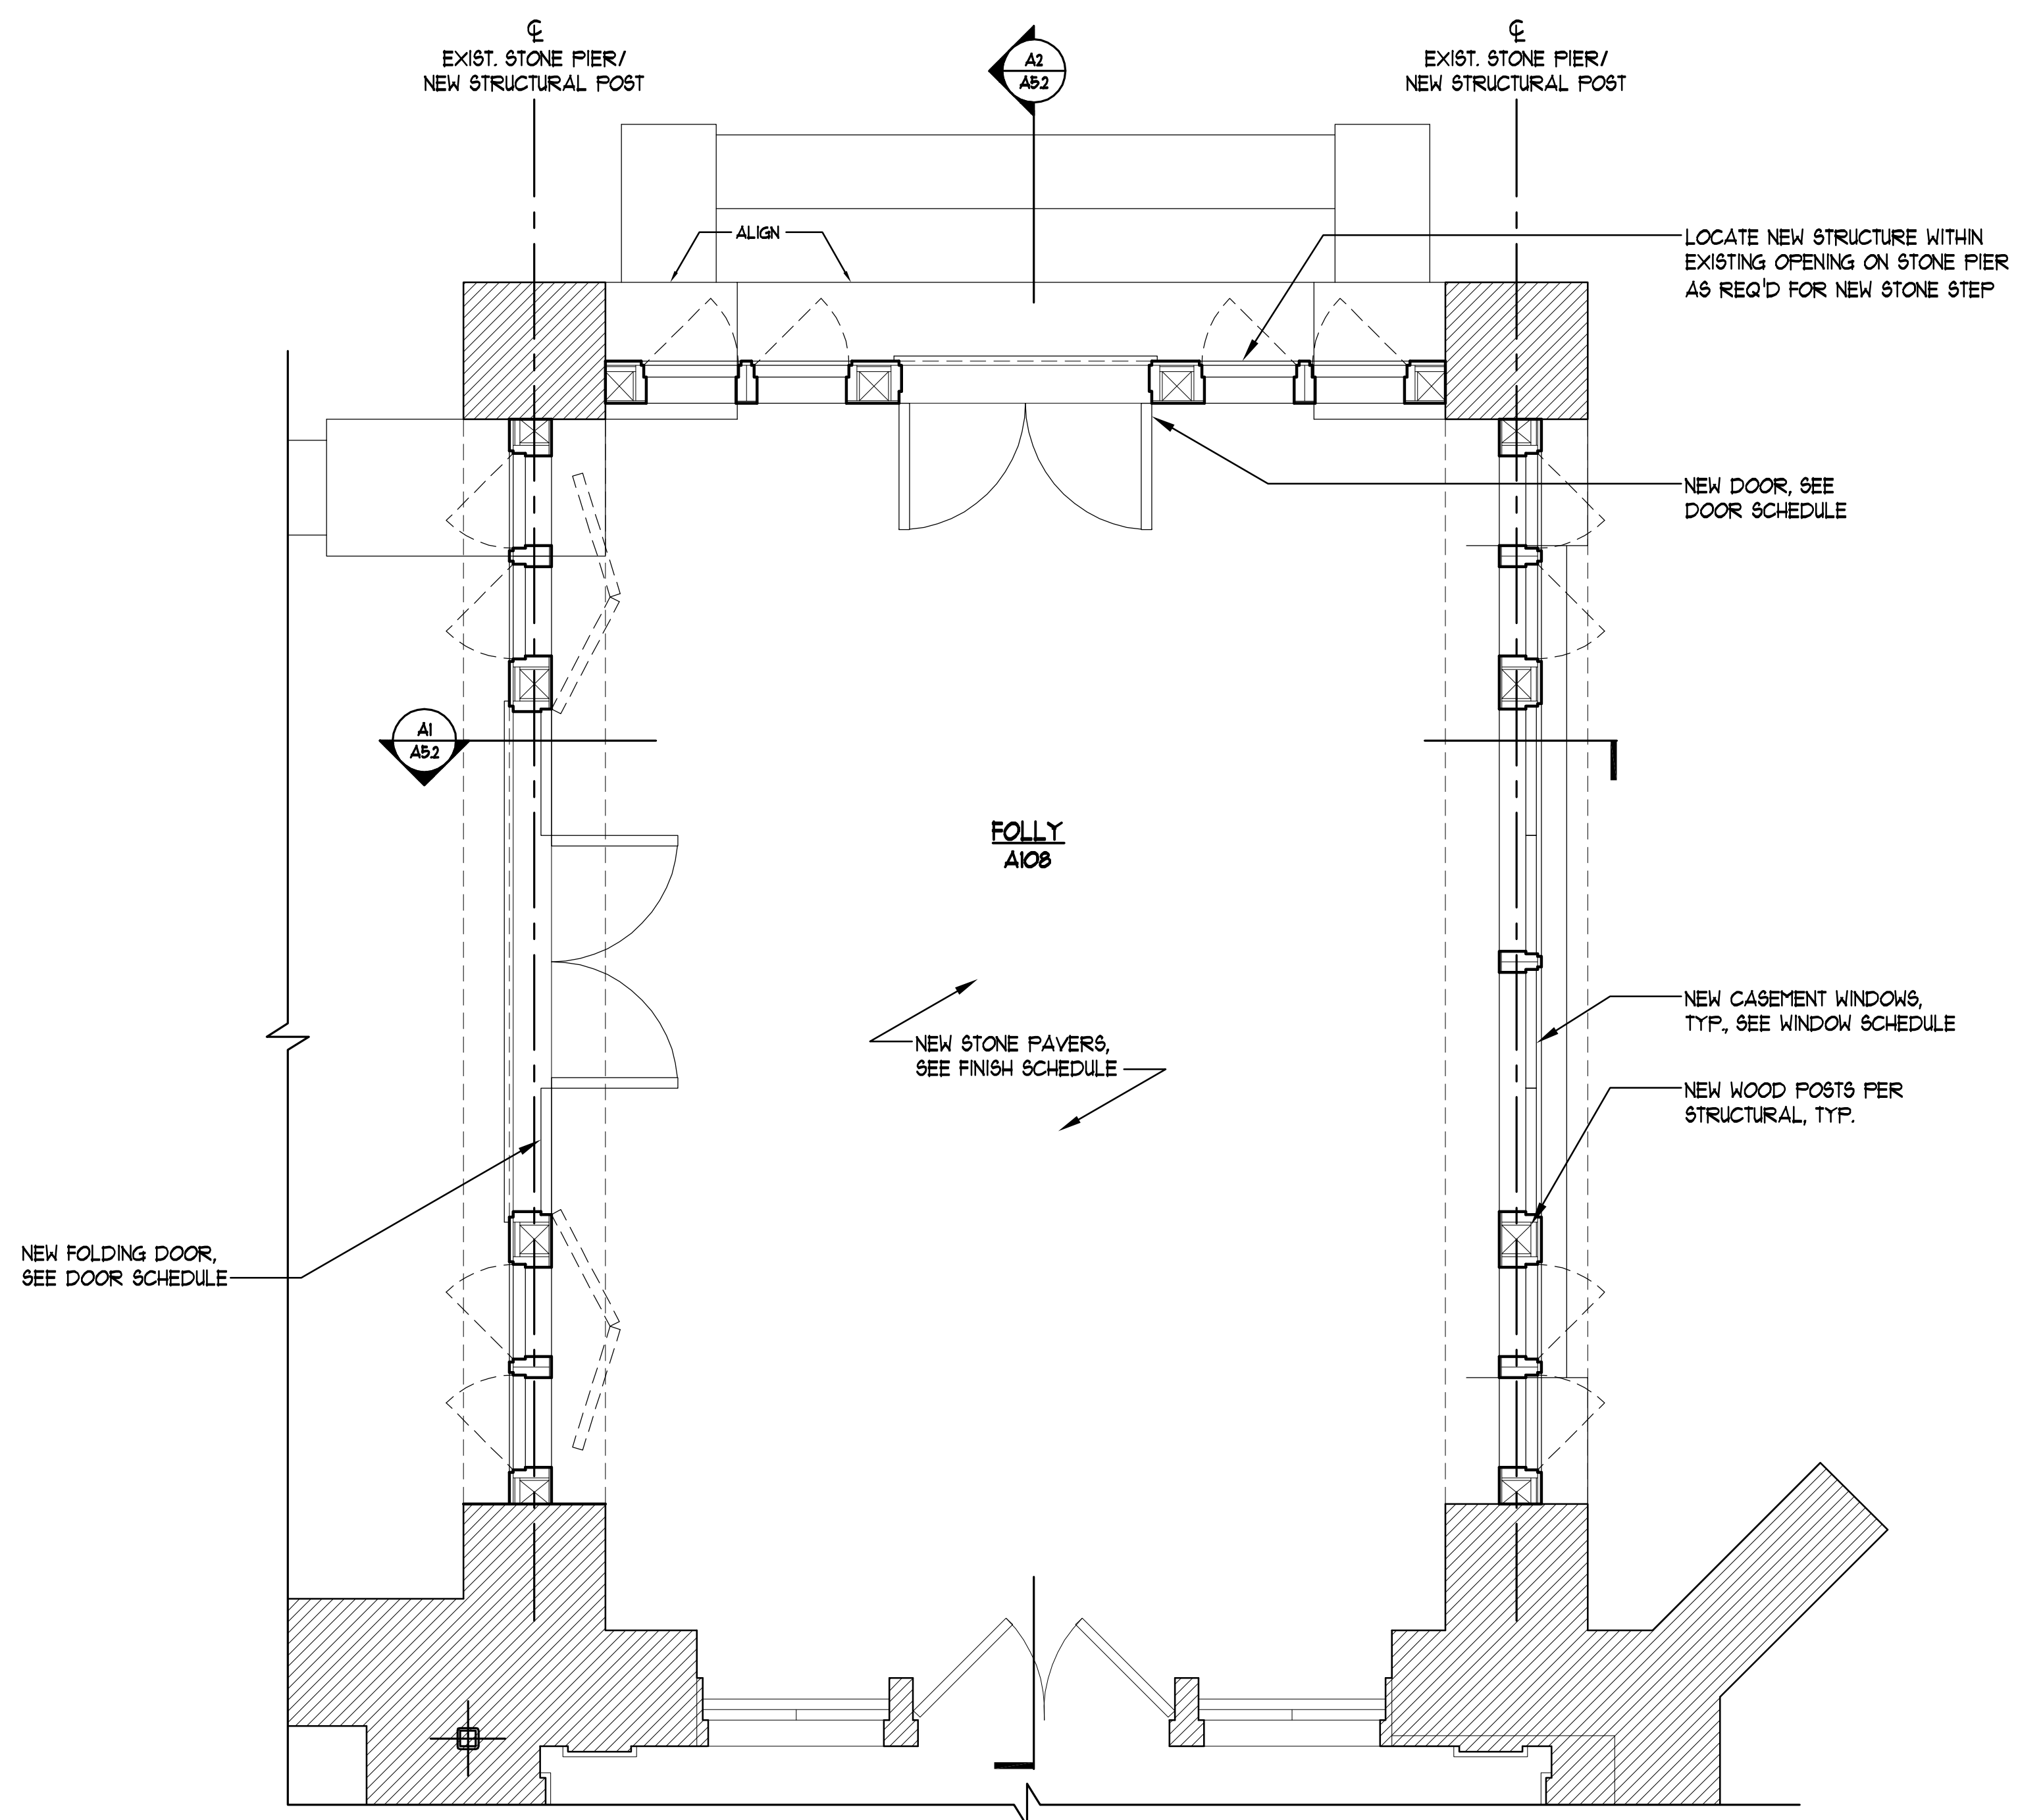 ℄
EXIST. STONE PIER/
NEW STRUCTURAL POST
A2
A5.2
℄
EXIST. STONE PIER/
NEW STRUCTURAL POST
ALIGN
LOCATE NEW STRUCTURE WITHIN
EXISTING OPENING ON STONE PIER
AS REQ'D FOR NEW STONE STEP
NEW DOOR, SEE
DOOR SCHEDULE
A1
A5.2
FOLLY
A108
NEW STONE PAVERS,
SEE FINISH SCHEDULE
NEW CASEMENT WINDOWS,
TYP., SEE WINDOW SCHEDULE
NEW WOOD POSTS PER
STRUCTURAL, TYP.
NEW FOLDING DOOR,
SEE DOOR SCHEDULE